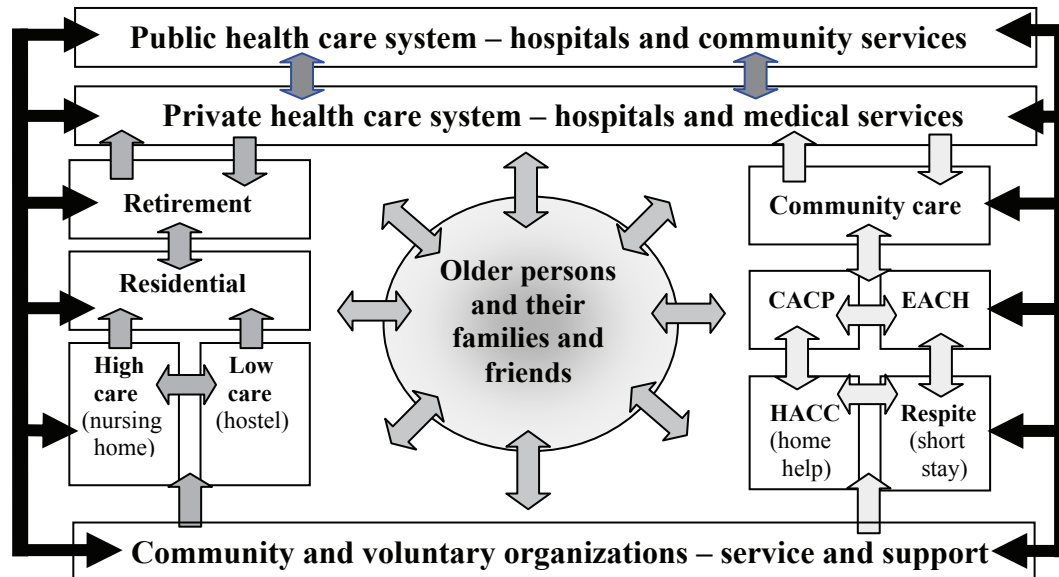 Public health care system – hospitals and community services
Private health care system – hospitals and medical services
Retirement
Residential
High
care
(nursing
home)
Low
care
(hostel)
Older persons
and their
families and
friends
Community care
CACP
EACH
HACC
(home
help)
Respite
(short
stay)
Community and voluntary organizations – service and support